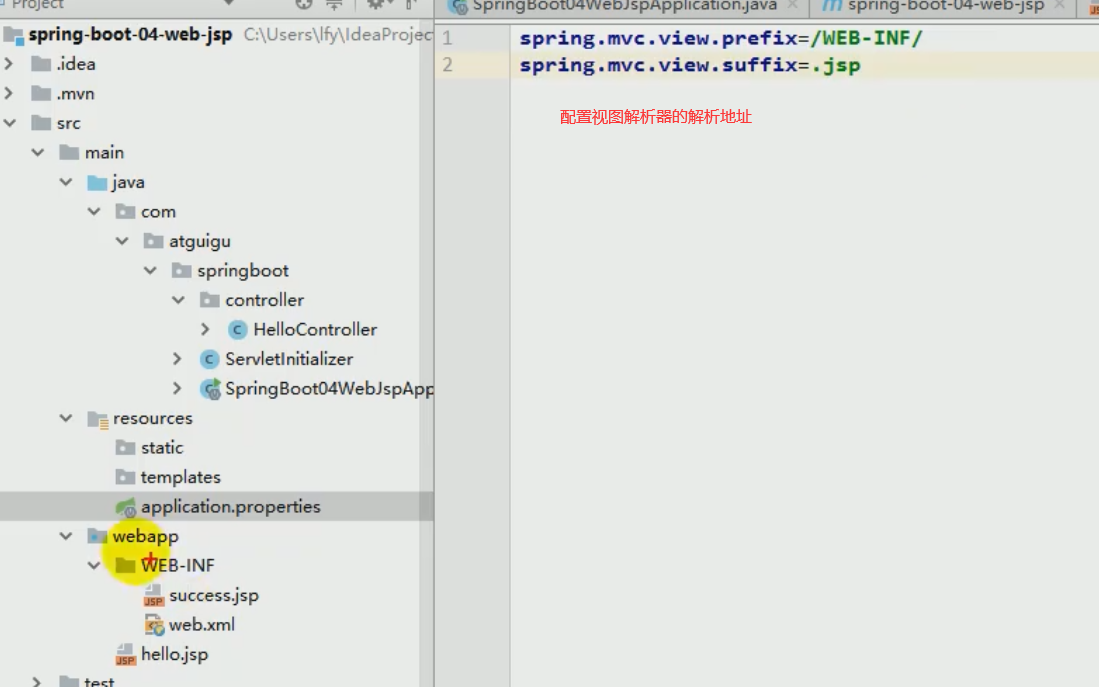 Project
SpringBoot04WebJspApplication.java
spring-boot-04-web-jsp
spring-boot-04-web-jsp C:\Users\lfy\IdeaProjec
.idea
.mvn
src
main
java
com
atguigu
springboot
controller
HelloController
ServletInitializer
SpringBoot04WebJspApp
resources
static
templates
application.properties
webapp
WEB-INF
success.jsp
web.xml
hello.jsp
test
1 spring.mvc.view.prefix=/WEB-INF/
2 spring.mvc.view.suffix=.jsp
配置视图解析器的解析地址